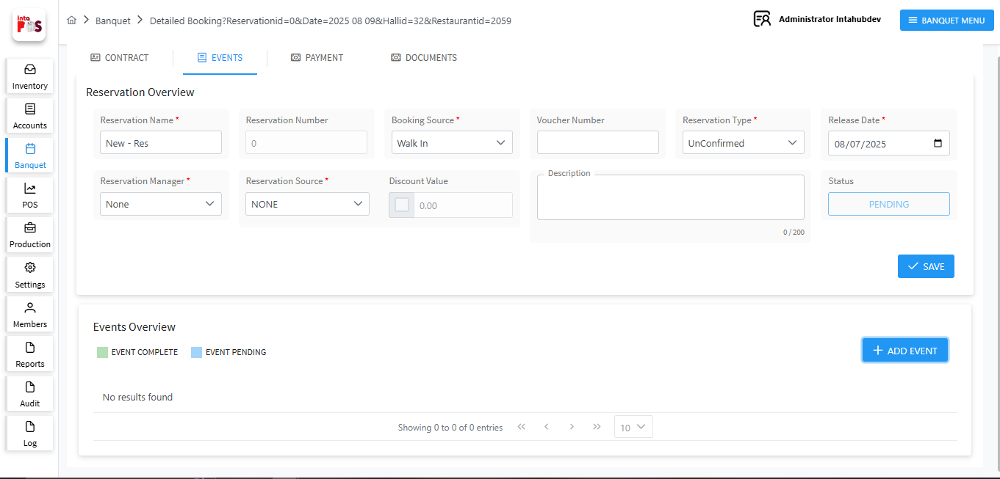 into
POS
Banquet
Detailed Booking?Reservationid=0&Date=2025 08 09&Hallid=32&Restaurantid=2059
Administrator Intahubdev
BANQUET MENU
Inventory
Accounts
Banquet
POS
Production
Settings
Members
Reports
Audit
Log
CONTRACT
EVENTS
PAYMENT
DOCUMENTS
Reservation Overview
Reservation Name *
New - Res
Reservation Number
0
Booking Source *
Walk In
Voucher Number
Reservation Type *
UnConfirmed
Release Date *
08/07/2025
Reservation Manager *
None
Reservation Source *
NONE
Discount Value
0.00
Description
0 / 200
Status
PENDING
SAVE
Events Overview
EVENT COMPLETE
EVENT PENDING
ADD EVENT
No results found
Showing 0 to 0 of 0 entries
10